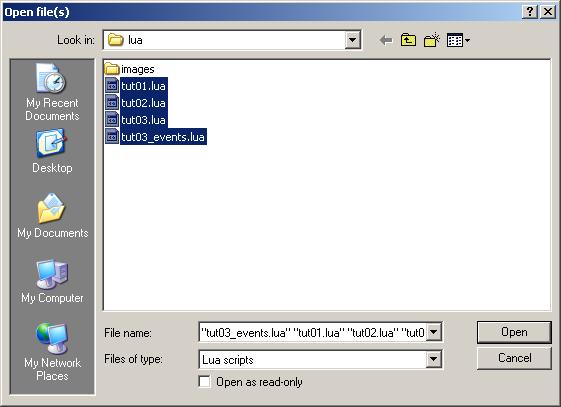 Open file(s)
Look in:
lua
My Recent
Documents
Desktop
My Documents
My Computer
My Network
Places
images
tut01.lua
tut02.lua
tut03.lua
tut03_events.lua
File name:
"tut03_events.lua" "tut01.lua" "tut02.lua" "tut0
Open
Files of type:
Lua scripts
Cancel
Open as read-only